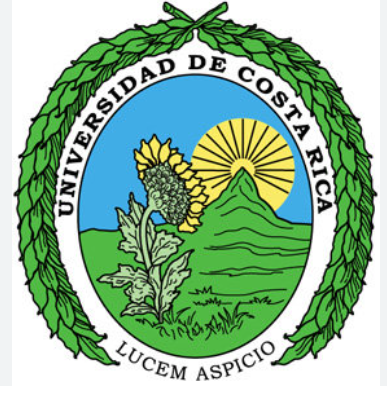 UNIVERSIDAD DE COSTA RICA
LUCEM ASPICIO